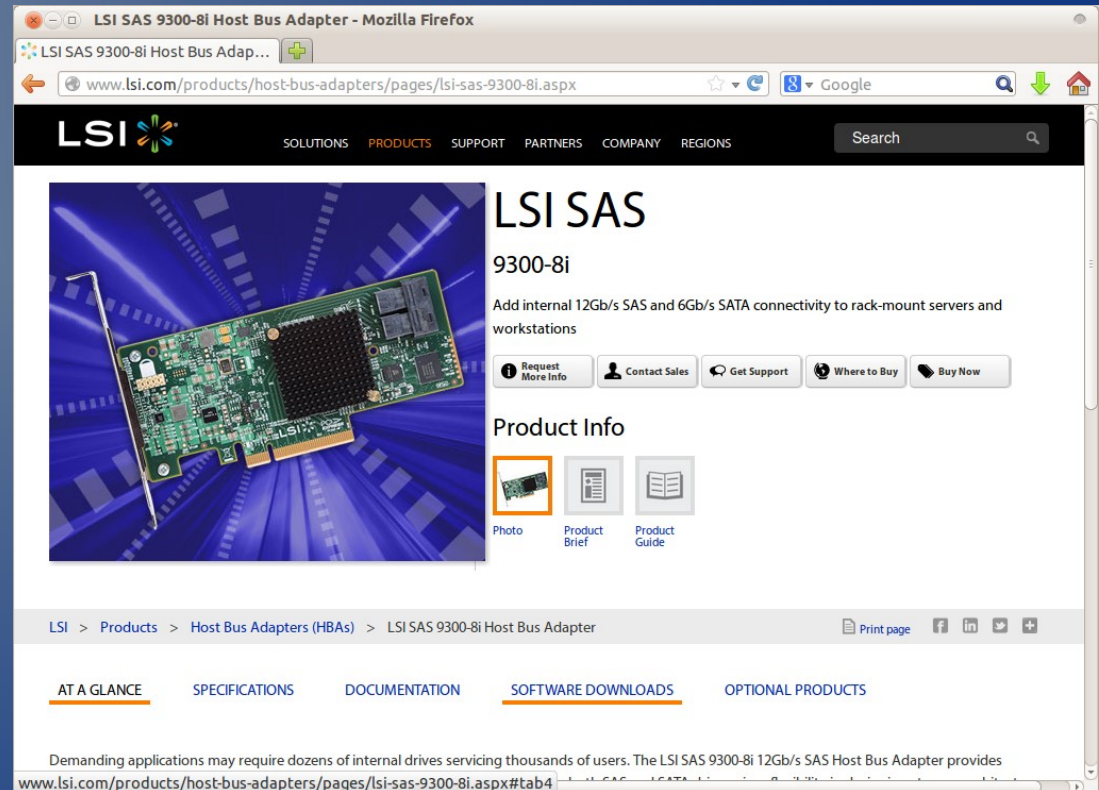 LSI SAS 9300-8i Host Bus Adapter - Mozilla Firefox
LSI SAS 9300-8i Host Bus Adap...
www.lsi.com/products/host-bus-adapters/pages/lsi-sas-9300-8i.aspx
Google
LSI
SOLUTIONS PRODUCTS SUPPORT PARTNERS COMPANY REGIONS
Search
LSI SAS
9300-8i
Add internal 12Gb/s SAS and 6Gb/s SATA connectivity to rack-mount servers and
workstations
Request More Info
Contact Sales
Get Support
Where to Buy
Buy Now
LSI
Product Info
Photo
Product Brief
Product Guide
LSI > Products > Host Bus Adapters (HBAs) > LSI SAS 9300-8i Host Bus Adapter
Print page
AT A GLANCE SPECIFICATIONS DOCUMENTATION SOFTWARE DOWNLOADS OPTIONAL PRODUCTS
Demanding applications may require dozens of internal drives servicing thousands of users. The LSI SAS 9300-8i 12Gb/s SAS Host Bus Adapter provides
www.lsi.com/products/host-bus-adapters/pages/lsi-sas-9300-8i.aspx#tab4